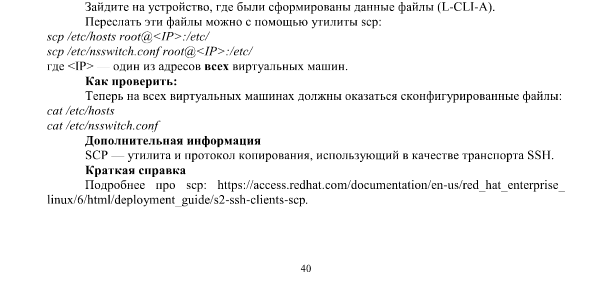 Зайдите на устройство, где были сформированы данные файлы (L-CLI-A).
Переслать эти файлы можно с помощью утилиты scp:
scp /etc/hosts root@<IP>:/etc/
scp /etc/nsswitch.conf root@<IP>:/etc/
где <IP> — один из адресов всех виртуальных машин.
Как проверить:
Теперь на всех виртуальных машинах должны оказаться сконфигурированные файлы:
cat /etc/hosts
cat /etc/nsswitch.conf
Дополнительная информация
SCP — утилита и протокол копирования, использующий в качестве транспорта SSH.
Краткая справка
Подробнее про scp: https://access.redhat.com/documentation/en-us/red_hat_enterprise_
linux/6/html/deployment_guide/s2-ssh-clients-scp.
40